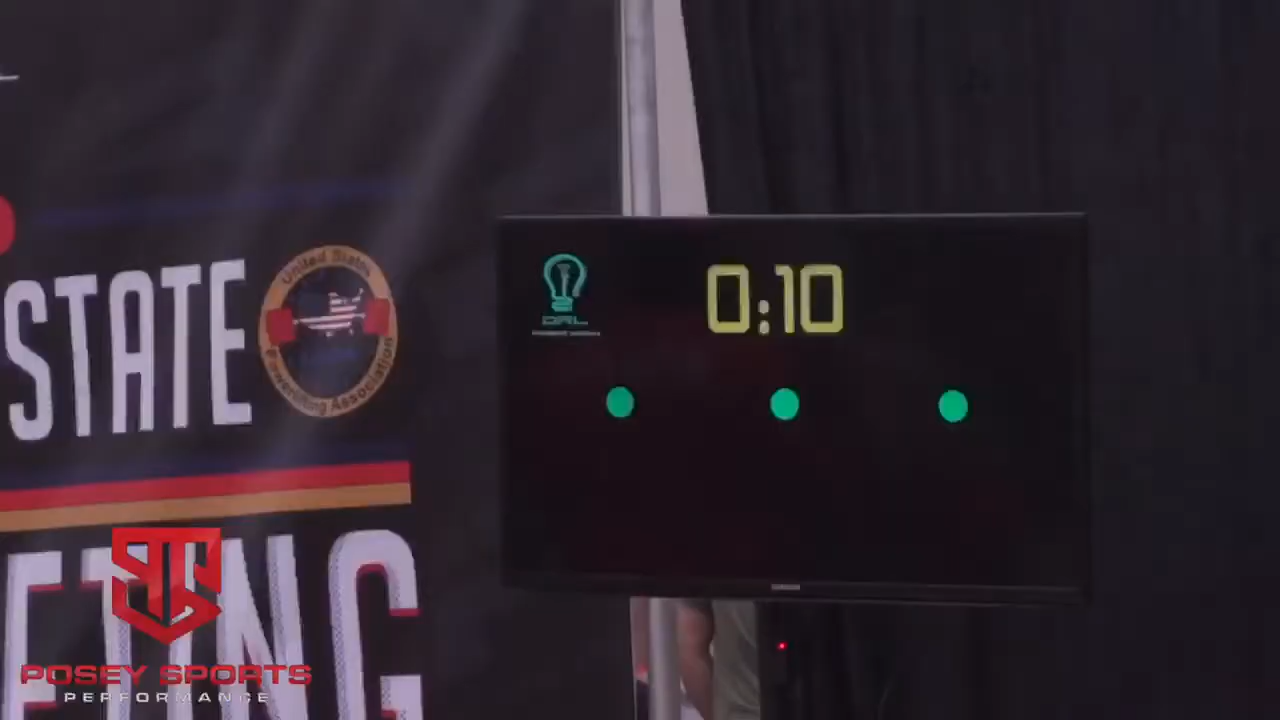 STATE
United States
Powerlifting Association
DRL
0:10
ETING
POSEY SPORTS
PERFORMANCE